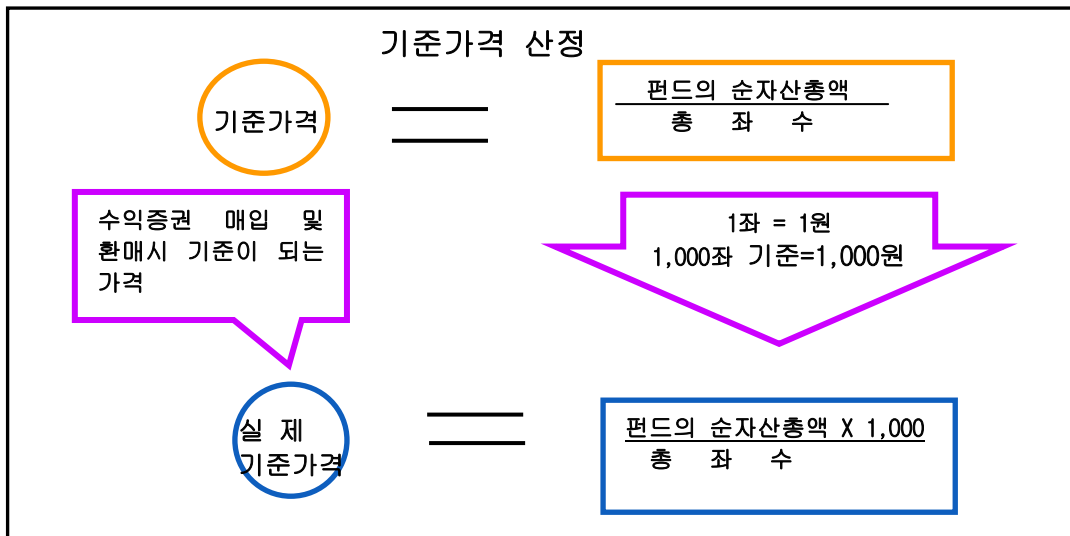 기준가격 산정
기준가격
펀드의 순자산총액
총 좌 수
수익증권 매입 및
환매시 기준이 되는
가격
1좌 = 1원
1,000좌 기준=1,000원
실 제
기준가격
펀드의 순자산총액 X 1,000
총 좌 수